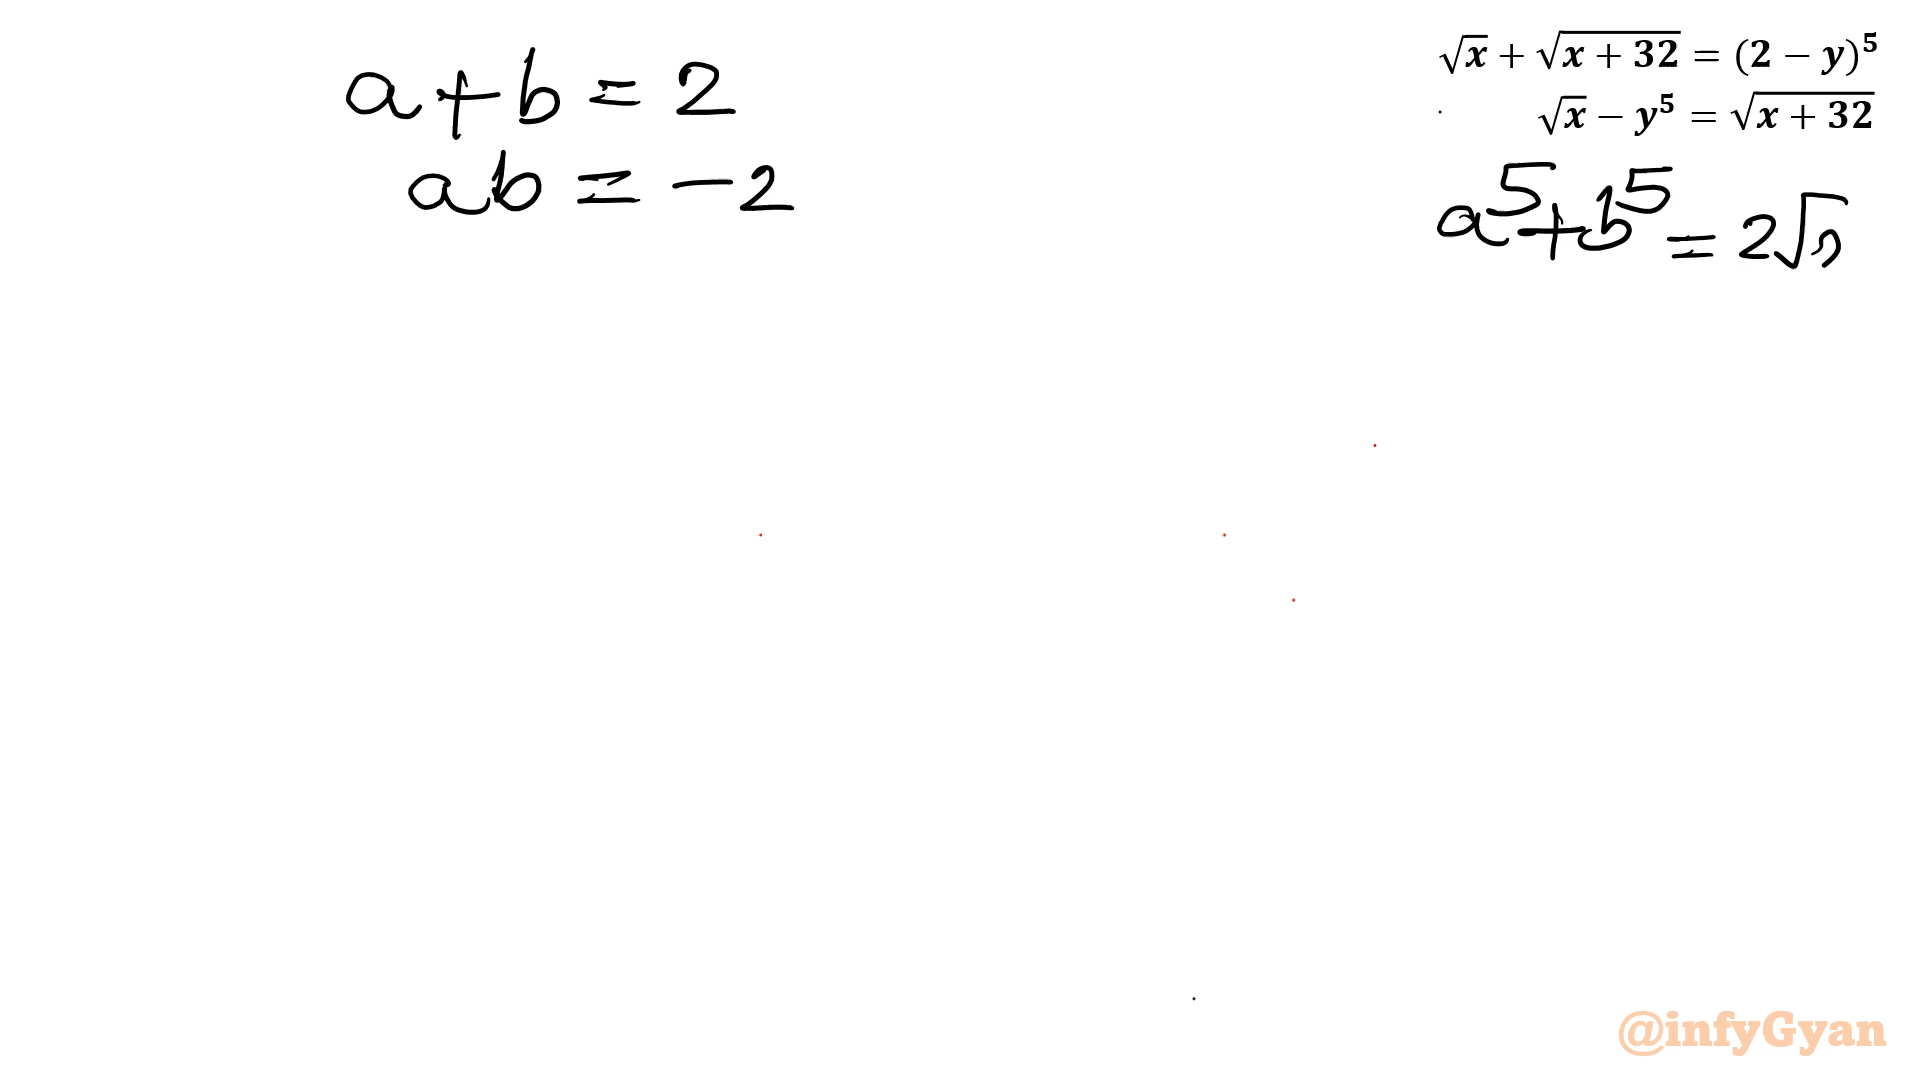 a + b = 2
ab = -2
√x + √(x + 32) = (2 − y)⁵
√x − y⁵ = √(x + 32)
a⁵ + b⁵ = 2√
@infyGyan